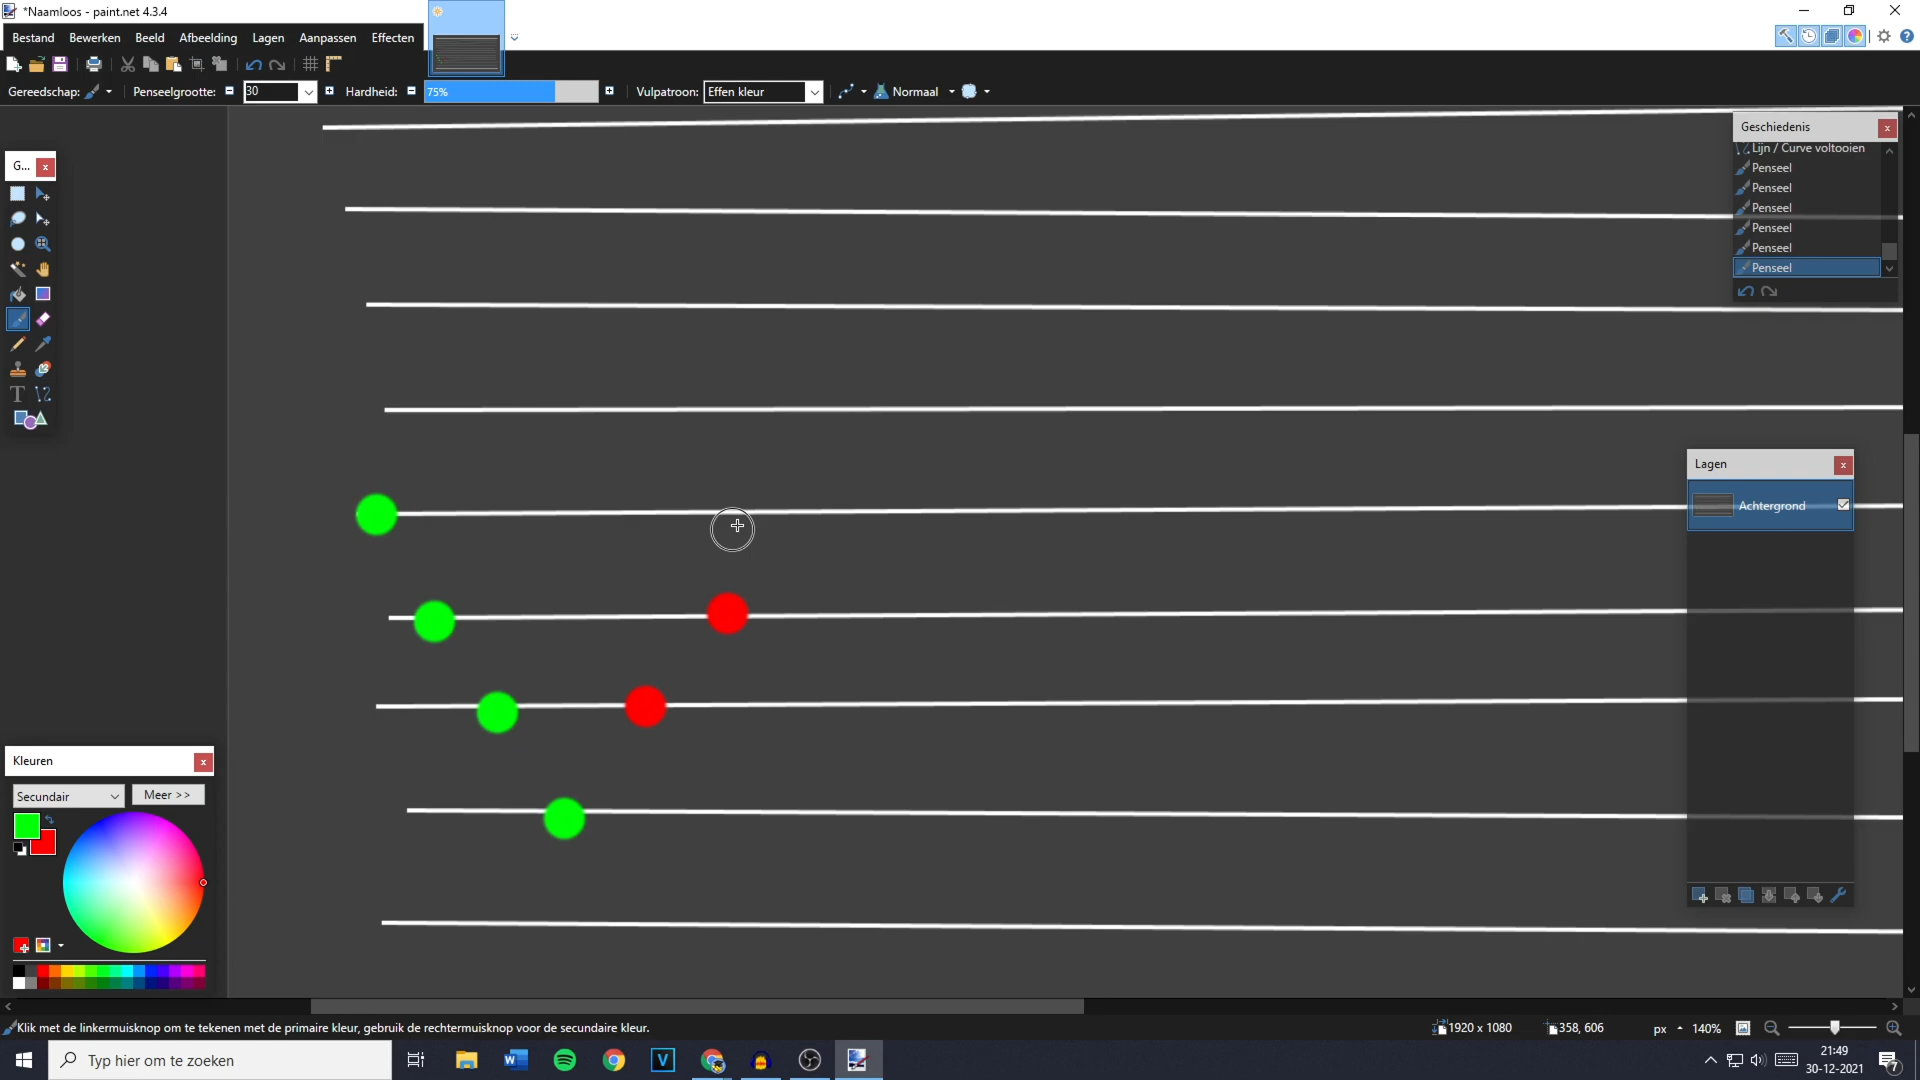 *Naamloos - paint.net 4.3.4
Bestand Bewerken Beeld Afbeelding Lagen Aanpassen Effecten
Gereedschap: Penseelgrootte: 30 Hardheid: 75% Vulpatroon: Effen kleur Normaal
Geschiedenis
Lijn / Curve voltooien
Penseel
Penseel
Penseel
Penseel
Penseel
Penseel
G...
Lagen
Achtergrond
Kleuren
Secundair Meer >>
Klik met de linkermuisknop om te tekenen met de primaire kleur, gebruik de rechtermuisknop voor de secundaire kleur.
1920 x 1080 358, 606 px 140%
Typ hier om te zoeken
21:49
30-12-2021
7